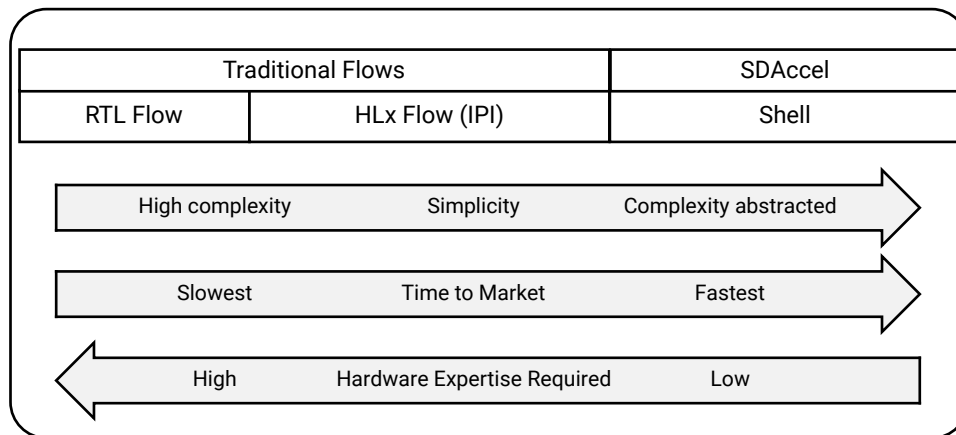 Traditional Flows SDAccel
RTL Flow HLx Flow (IPI) Shell
High complexity Simplicity Complexity abstracted
Slowest Time to Market Fastest
High Hardware Expertise Required Low